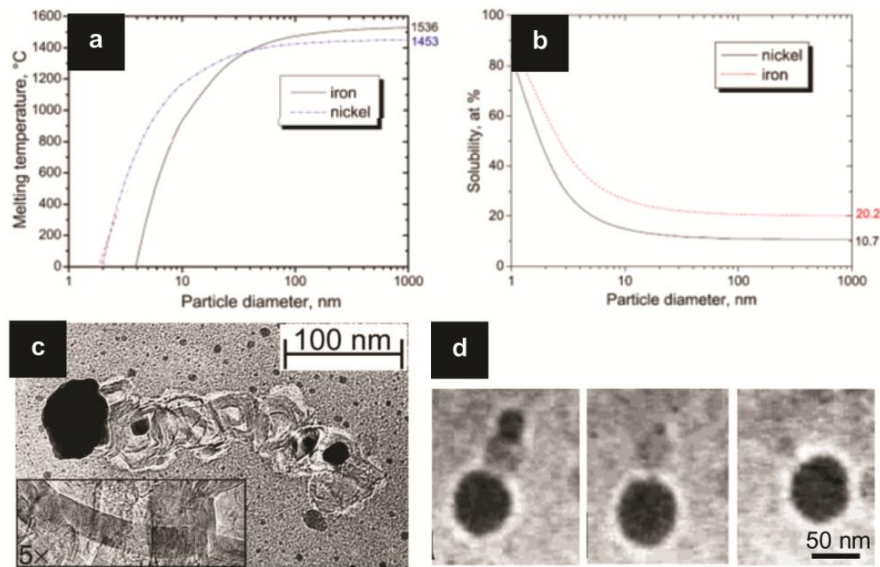 a
1600
1400
1200
1000
800
600
400
200
0
Melting temperature, °C
1536
1453
iron
nickel
1
10
100
1000
Particle diameter, nm
b
100
80
60
40
20
0
Solubility, at %
nickel
iron
20.2
10.7
1
10
100
1000
Particle diameter, nm
c
100 nm
5×
d
50 nm